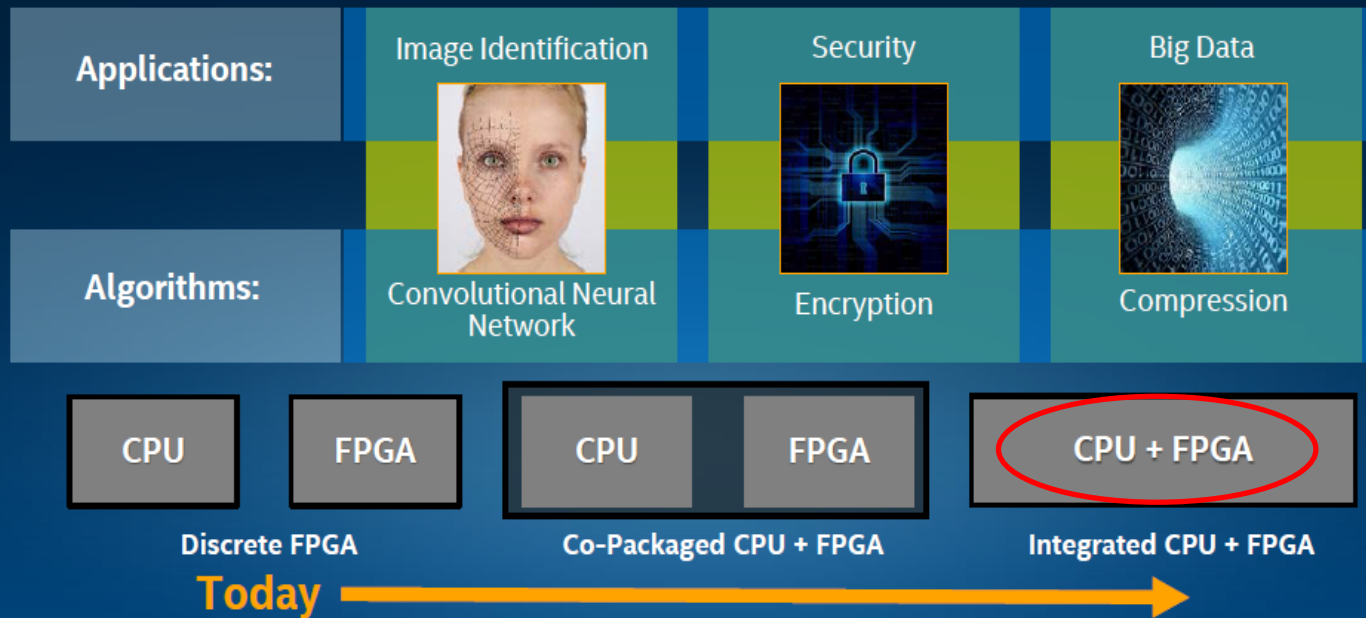 Applications:
Image Identification
Security
Big Data
Algorithms:
Convolutional Neural
Network
Encryption
Compression
CPU
FPGA
CPU
FPGA
CPU + FPGA
Discrete FPGA
Co-Packaged CPU + FPGA
Integrated CPU + FPGA
Today